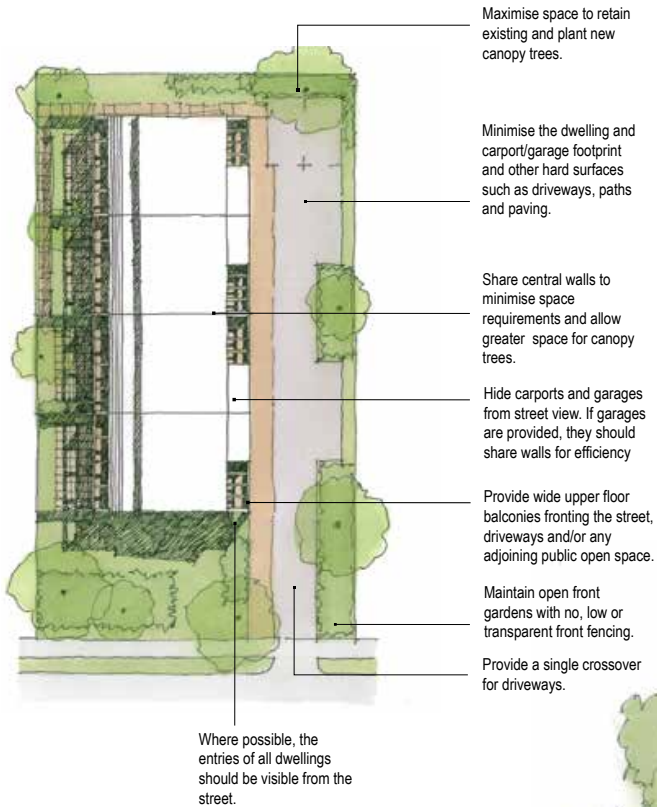 Maximise space to retain
existing and plant new
canopy trees.
Minimise the dwelling and
carport/garage footprint
and other hard surfaces
such as driveways, paths
and paving.
Share central walls to
minimise space
requirements and allow
greater space for canopy
trees.
Hide carports and garages
from street view. If garages
are provided, they should
share walls for efficiency
Provide wide upper floor
balconies fronting the street,
driveways and/or any
adjoining public open space.
Maintain open front
gardens with no, low or
transparent front fencing.
Provide a single crossover
for driveways.
Where possible, the
entries of all dwellings
should be visible from the
street.